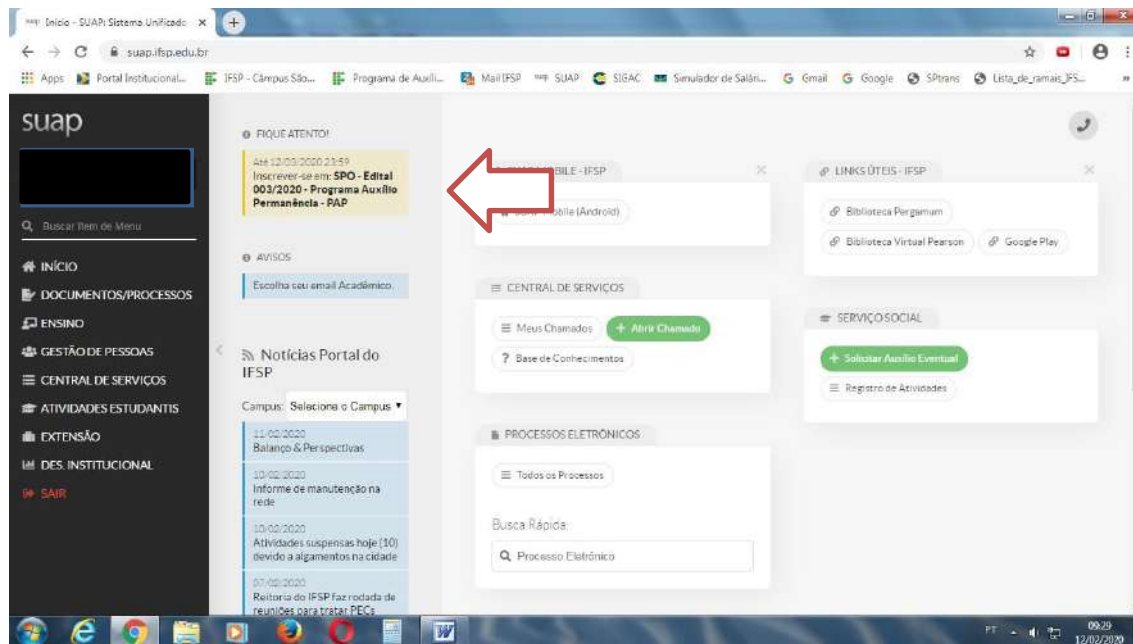 Início - SUAP: Sistema Unificado
suap.ifsp.edu.br
Apps
Portal Institucional...
IFSP - Câmpus São...
Programa de Auxíli...
Mail IFSP
SUAP
SIGAC
Simulador de Salári...
Gmail
Google
SPtrans
Lista_de_ramais_IFS...
suap
Buscar Item de Menu
INÍCIO
DOCUMENTOS/PROCESSOS
ENSINO
GESTÃO DE PESSOAS
CENTRAL DE SERVIÇOS
ATIVIDADES ESTUDANTIS
EXTENSÃO
DES. INSTITUCIONAL
SAIR
FIQUE ATENTO!
Até 12/03/2020 23:59
Inscrever-se em: SPO - Edital
003/2020 - Programa Auxílio
Permanência - PAP
AVISOS
Escolha seu email Acadêmico.
Notícias Portal do
IFSP
Campus: Selecione o Campus
11/02/2020
Balanço & Perspectivas
10/02/2020
Informe de manutenção na
rede
10/02/2020
Atividades suspensas hoje (10)
devido a algamentos na cidade
07/02/2020
Reitoria do IFSP faz rodada de
reuniões para tratar PECs
BILE - IFSP
Mobile (Android)
CENTRAL DE SERVIÇOS
Meus Chamados
+ Abrir Chamado
? Base de Conhecimentos
PROCESSOS ELETRÔNICOS
Todos os Processos
Busca Rápida:
Processo Eletrônico
LINKS ÚTEIS - IFSP
Biblioteca Pergamum
Biblioteca Virtual Pearson
Google Play
SERVIÇO SOCIAL
+ Solicitar Auxílio Eventual
Registro de Atividades
PT
09:29
12/02/2020